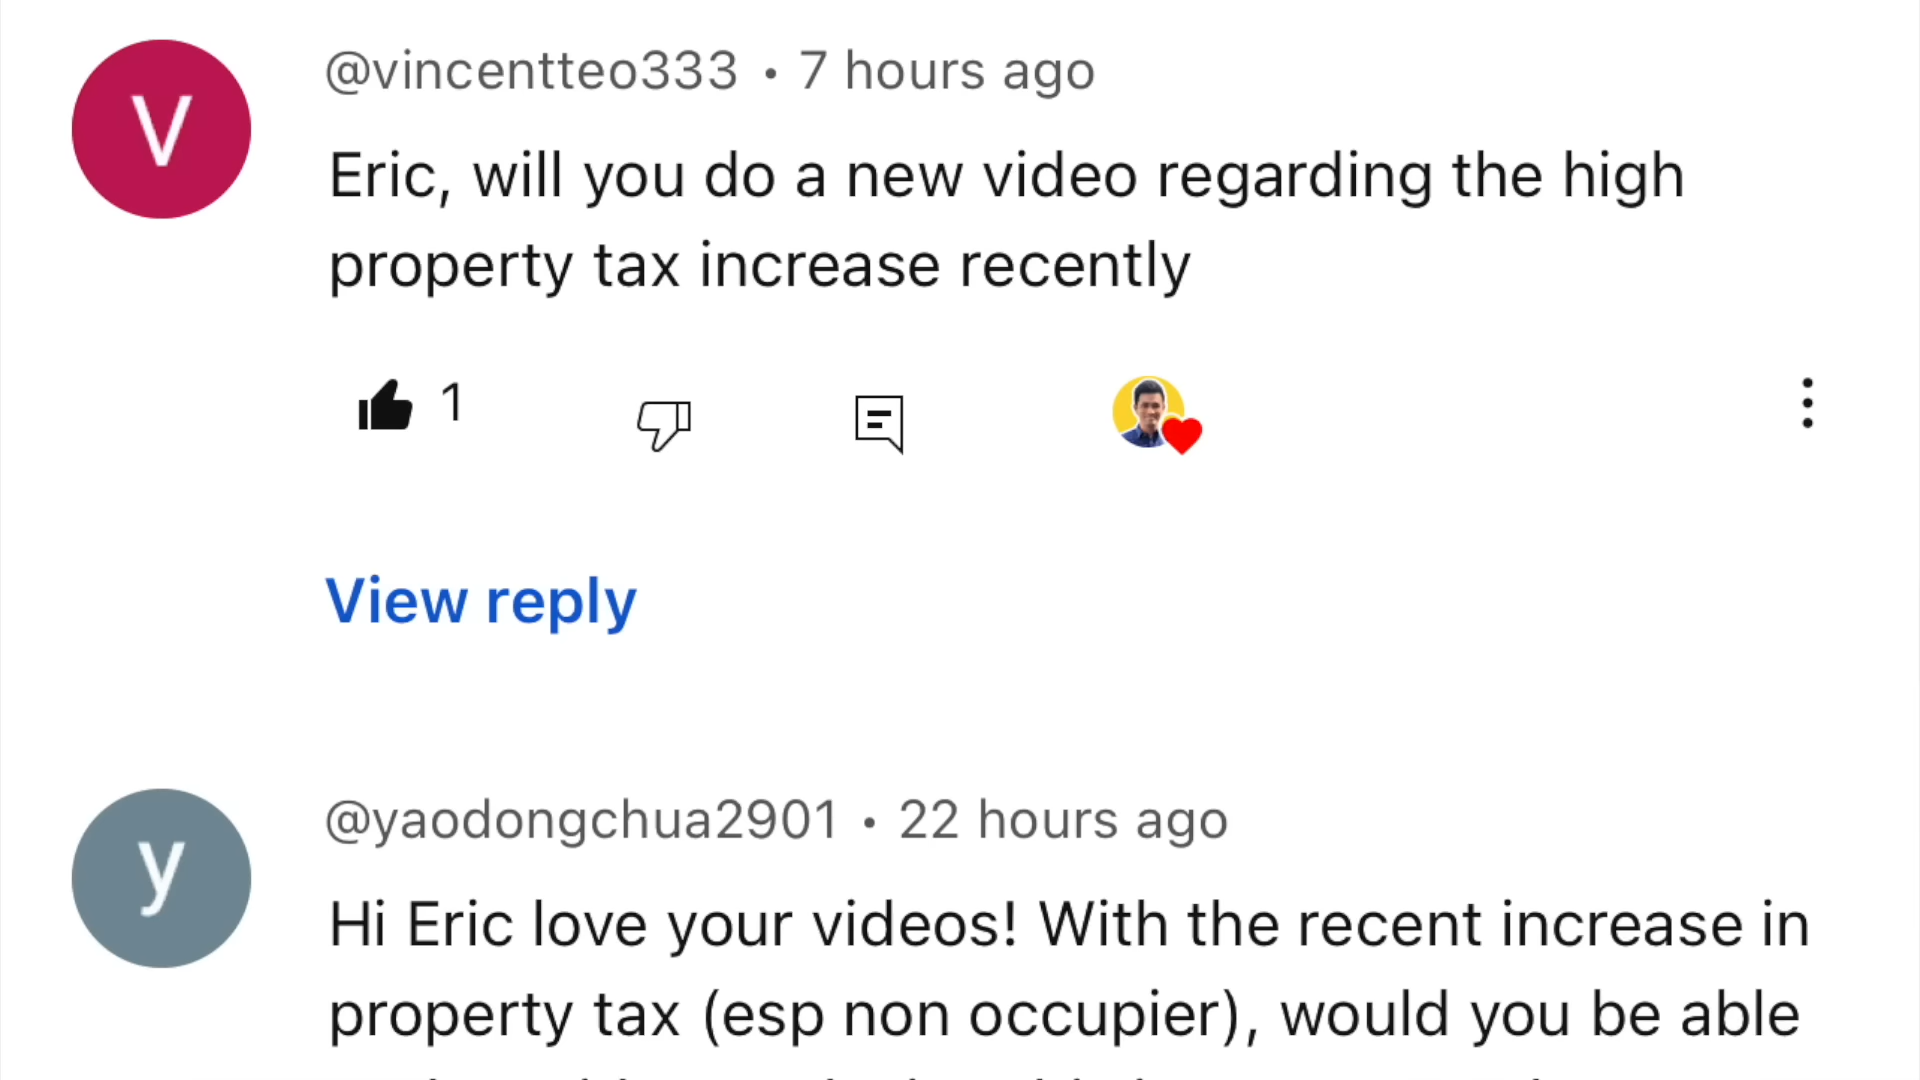 V
@vincentteo333 • 7 hours ago
Eric, will you do a new video regarding the high
property tax increase recently
1
View reply
y
@yaodongchua2901 • 22 hours ago
Hi Eric love your videos! With the recent increase in
property tax (esp non occupier), would you be able